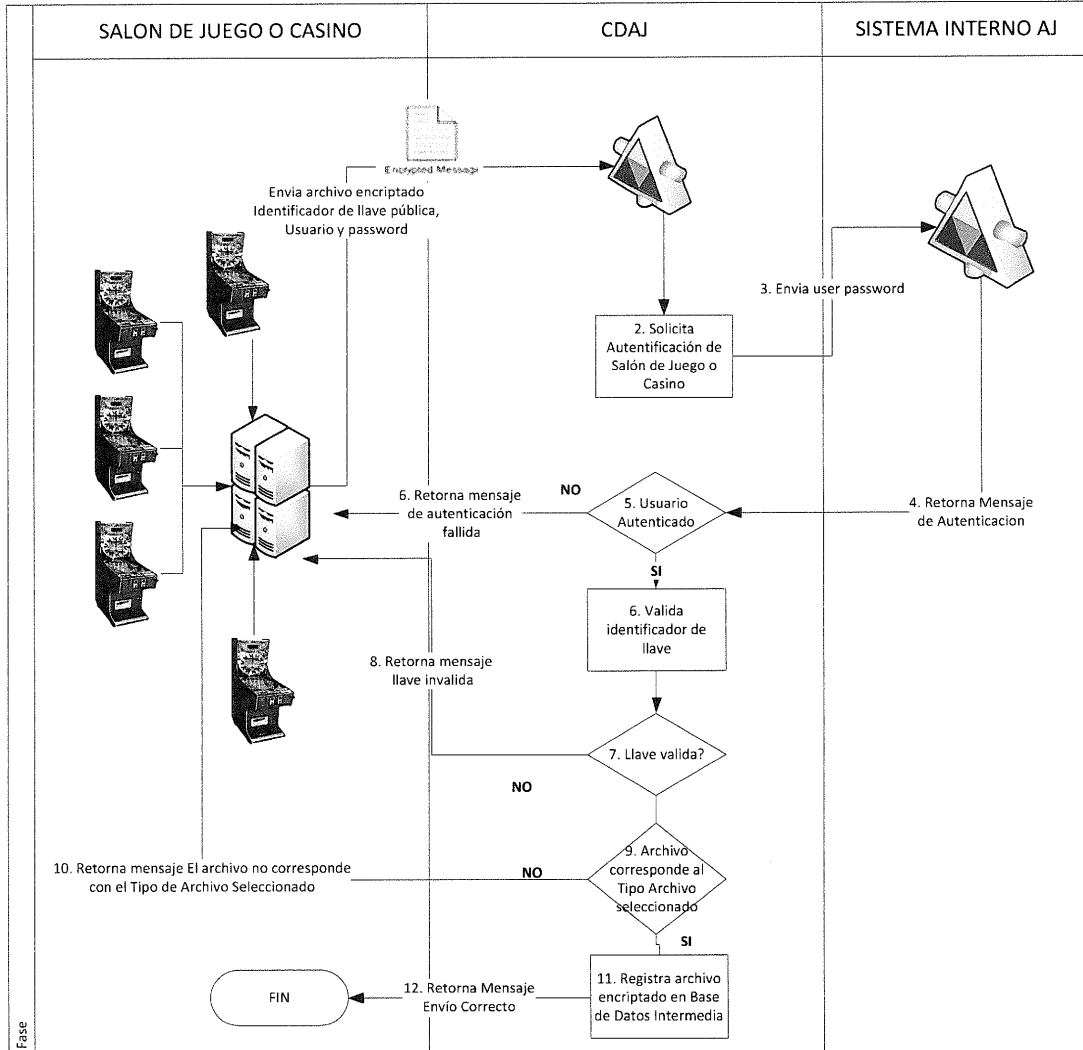 SALON DE JUEGO O CASINO
CDAJ
SISTEMA INTERNO AJ
Encrypted Message
Envia archivo encriptado
Identificador de llave pública,
Usuario y password
3. Envia user password
2. Solicita
Autentificación de
Salón de Juego o
Casino
NO
6. Retorna mensaje
de autenticación
fallida
5. Usuario
Autenticado
4. Retorna Mensaje
de Autenticacion
SI
6. Valida
identificador de
llave
8. Retorna mensaje
llave invalida
7. Llave valida?
NO
10. Retorna mensaje El archivo no corresponde
con el Tipo de Archivo Seleccionado
NO
9. Archivo
corresponde al
Tipo Archivo
seleccionado
SI
11. Registra archivo
encriptado en Base
de Datos Intermedia
12. Retorna Mensaje
Envío Correcto
FIN
Fase